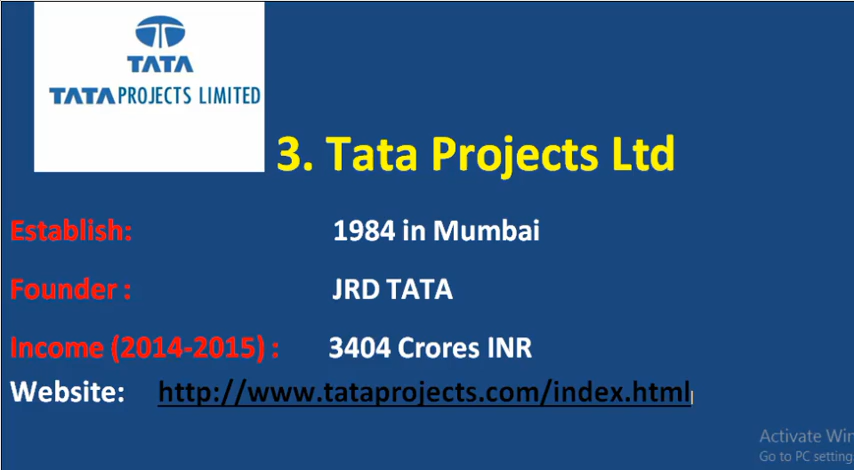 TATA
TATA PROJECTS LIMITED
3. Tata Projects Ltd
Establish: 1984 in Mumbai
Founder : JRD TATA
Income (2014-2015) : 3404 Crores INR
Website: http://www.tataprojects.com/index.html
Activate Win
Go to PC setting